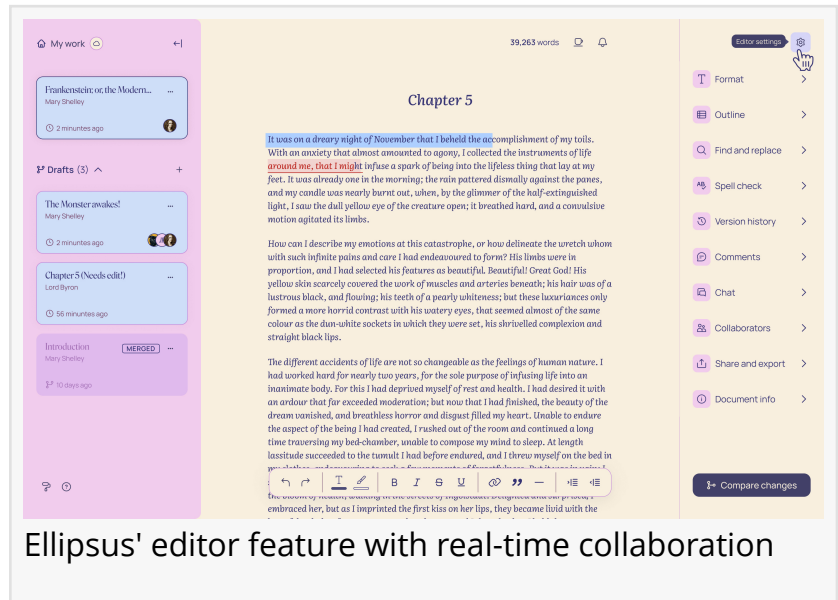 My work
Frankenstein; or, the Modern... ...
Mary Shelley
2 minuntes ago
Drafts (3)
The Monster awakes! ...
Mary Shelley
2 minuntes ago
Chapter 5 (Needs edit!) ...
Lord Byron
56 minuntes ago
Introduction MERGED ...
Mary Shelley
10 days ago
39,263 words
Chapter 5
It was on a dreary night of November that I beheld the accomplishment of my toils.
With an anxiety that almost amounted to agony, I collected the instruments of life
around me, that I might infuse a spark of being into the lifeless thing that lay at my
feet. It was already one in the morning; the rain pattered dismally against the panes,
and my candle was nearly burnt out, when, by the glimmer of the half-extinguished
light, I saw the dull yellow eye of the creature open; it breathed hard, and a convulsive
motion agitated its limbs.
How can I describe my emotions at this catastrophe, or how delineate the wretch whom
with such infinite pains and care I had endeavoured to form? His limbs were in
proportion, and I had selected his features as beautiful. Beautiful! Great God! His
yellow skin scarcely covered the work of muscles and arteries beneath; his hair was of a
lustrous black, and flowing; his teeth of a pearly whiteness; but these luxuriances only
formed a more horrid contrast with his watery eyes, that seemed almost of the same
colour as the dun-white sockets in which they were set, his shrivelled complexion and
straight black lips.
The different accidents of life are not so changeable as the feelings of human nature. I
had worked hard for nearly two years, for the sole purpose of infusing life into an
inanimate body. For this I had deprived myself of rest and health. I had desired it with
an ardour that far exceeded moderation; but now that I had finished, the beauty of the
dream vanished, and breathless horror and disgust filled my heart. Unable to endure
the aspect of the being I had created, I rushed out of the room and continued a long
time traversing my bed-chamber, unable to compose my mind to sleep. At length
lassitude succeeded to the tumult I had before endured, and I threw myself on the bed in
T B I S U
embraced her, but as I imprinted the first kiss on her lips, they became livid with the
Editor settings
T Format
Outline
Find and replace
AB Spell check
Version history
Comments
Chat
Collaborators
Share and export
Document info
Compare changes
Ellipsus' editor feature with real-time collaboration